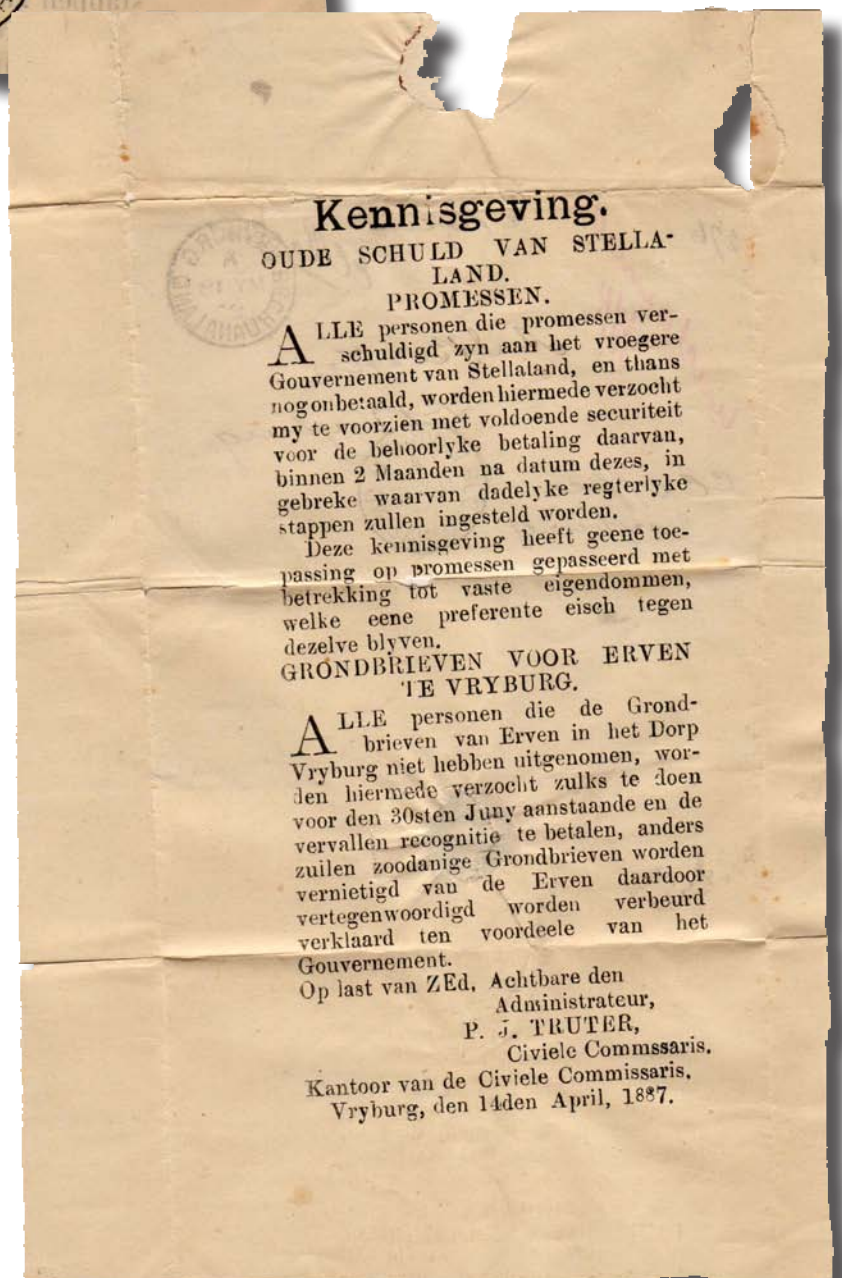 Kennisgeving.
OUDE SCHULD VAN STELLA-
LAND.
PROMESSEN.
ALLE personen die promessen ver-
schuldigd zyn aan het vroegere
Gouvernement van Stellaland, en thans
nog onbetaald, worden hiermede verzocht
my te voorzien met voldoende securiteit
voor de behoorlyke betaling daarvan,
binnen 2 Maanden na datum dezes, in
gebreke waarvan dadelyke regterlyke
stappen zullen ingesteld worden.
Deze kennisgeving heeft geene toe-
passing op promessen gepasseerd met
betrekking tot vaste eigendommen,
welke eene preferente eisch tegen
dezelve blyven.
GRONDBRIEVEN VOOR ERVEN
TE VRYBURG.
ALLE personen die de Grond-
brieven van Erven in het Dorp
Vryburg niet hebben uitgenomen, wor-
den hiermede verzocht zulks te doen
voor den 30sten Juny aanstaande en de
vervallen recognitie te betalen, anders
zuilen zoodanige Grondbrieven worden
vernietigd van de Erven daardoor
vertegenwoordigd worden verbeurd
verklaard ten voordeele van het
Gouvernement.
Op last van ZEd, Achtbare den
Administrateur,
P. J. TRUTER,
Civiele Commssaris.
Kantoor van de Civiele Commissaris.
Vryburg, den 14den April, 1887.